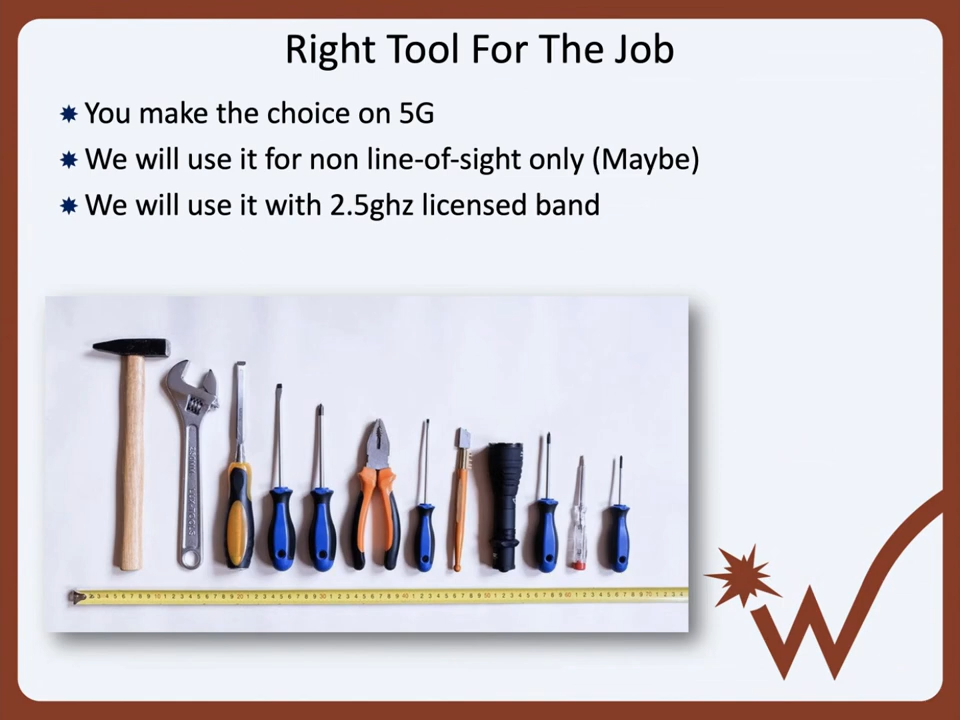 Right Tool For The Job
You make the choice on 5G
We will use it for non line-of-sight only (Maybe)
We will use it with 2.5ghz licensed band
W